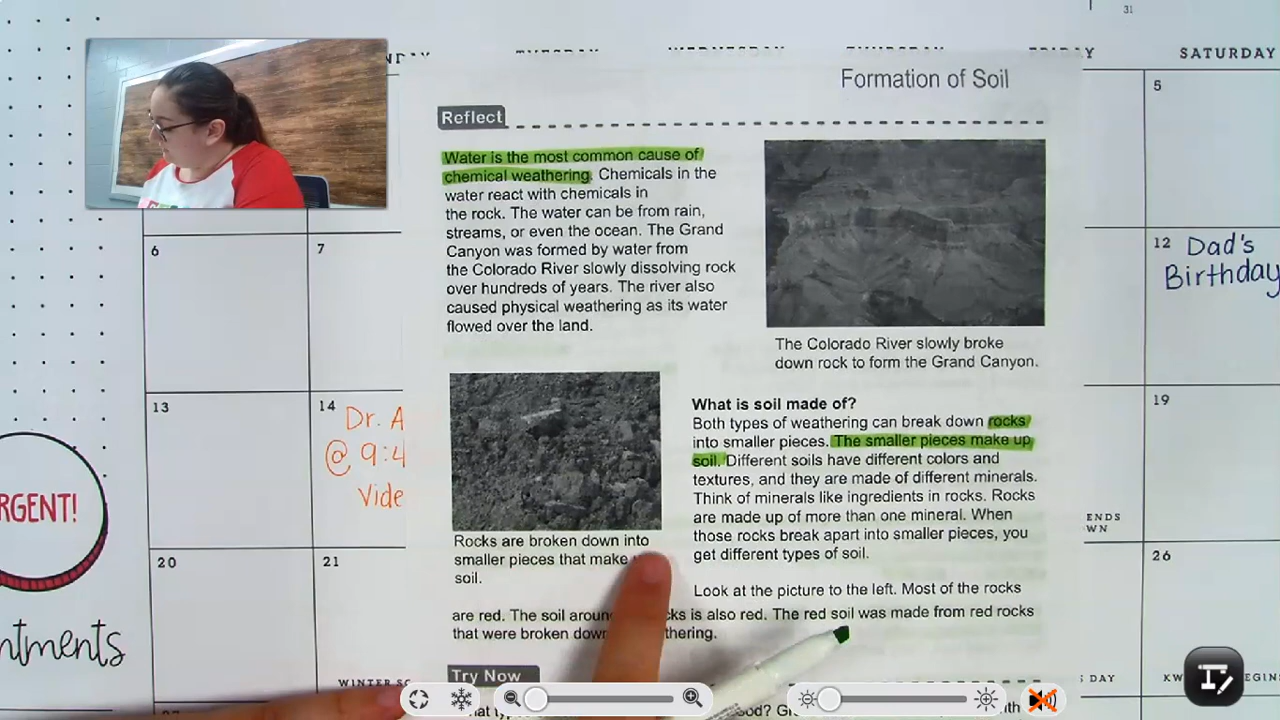 31
TUESDAY
WEDNESDAY
THURSDAY
FRIDAY
SATURDAY
Formation of Soil
Reflect
Water is the most common cause of
chemical weathering. Chemicals in the
water react with chemicals in
the rock. The water can be from rain,
streams, or even the ocean. The Grand
Canyon was formed by water from
the Colorado River slowly dissolving rock
over hundreds of years. The river also
caused physical weathering as its water
flowed over the land.
The Colorado River slowly broke
down rock to form the Grand Canyon.
Rocks are broken down into
smaller pieces that make
soil.
What is soil made of?
Both types of weathering can break down rocks
into smaller pieces. The smaller pieces make up
soil. Different soils have different colors and
textures, and they are made of different minerals.
Think of minerals like ingredients in rocks. Rocks
are made up of more than one mineral. When
those rocks break apart into smaller pieces, you
get different types of soil.
Look at the picture to the left. Most of the rocks
are red. The soil aroun cks is also red. The red soil was made from red rocks
that were broken down thering.
Try Now
5
6
7
12 Dad's
Birthday
13
14 Dr. A
@ 9:4
Vide
19
20
21
26
RGENT!
ntments
WINTER
ENDS
WN
DAY